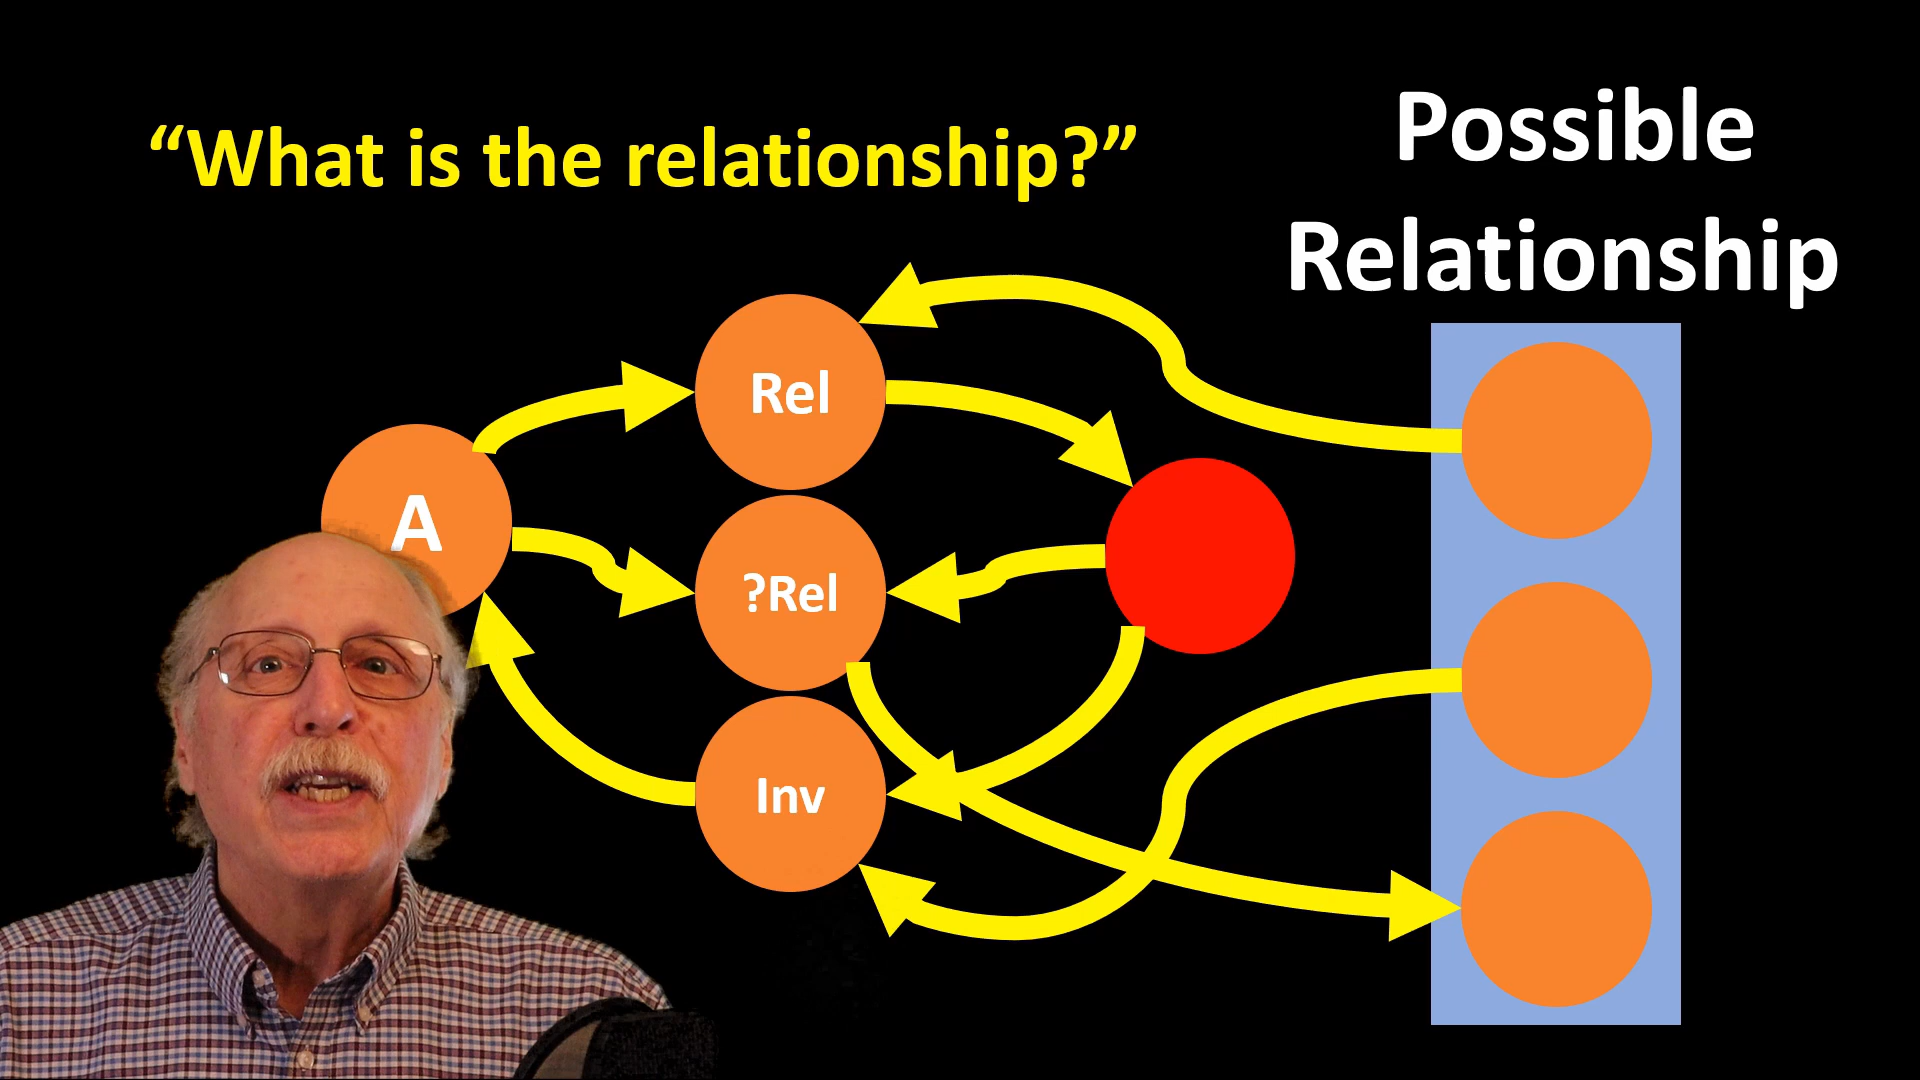 “What is the relationship?”
Possible
Relationship
Rel
A
?Rel
Inv